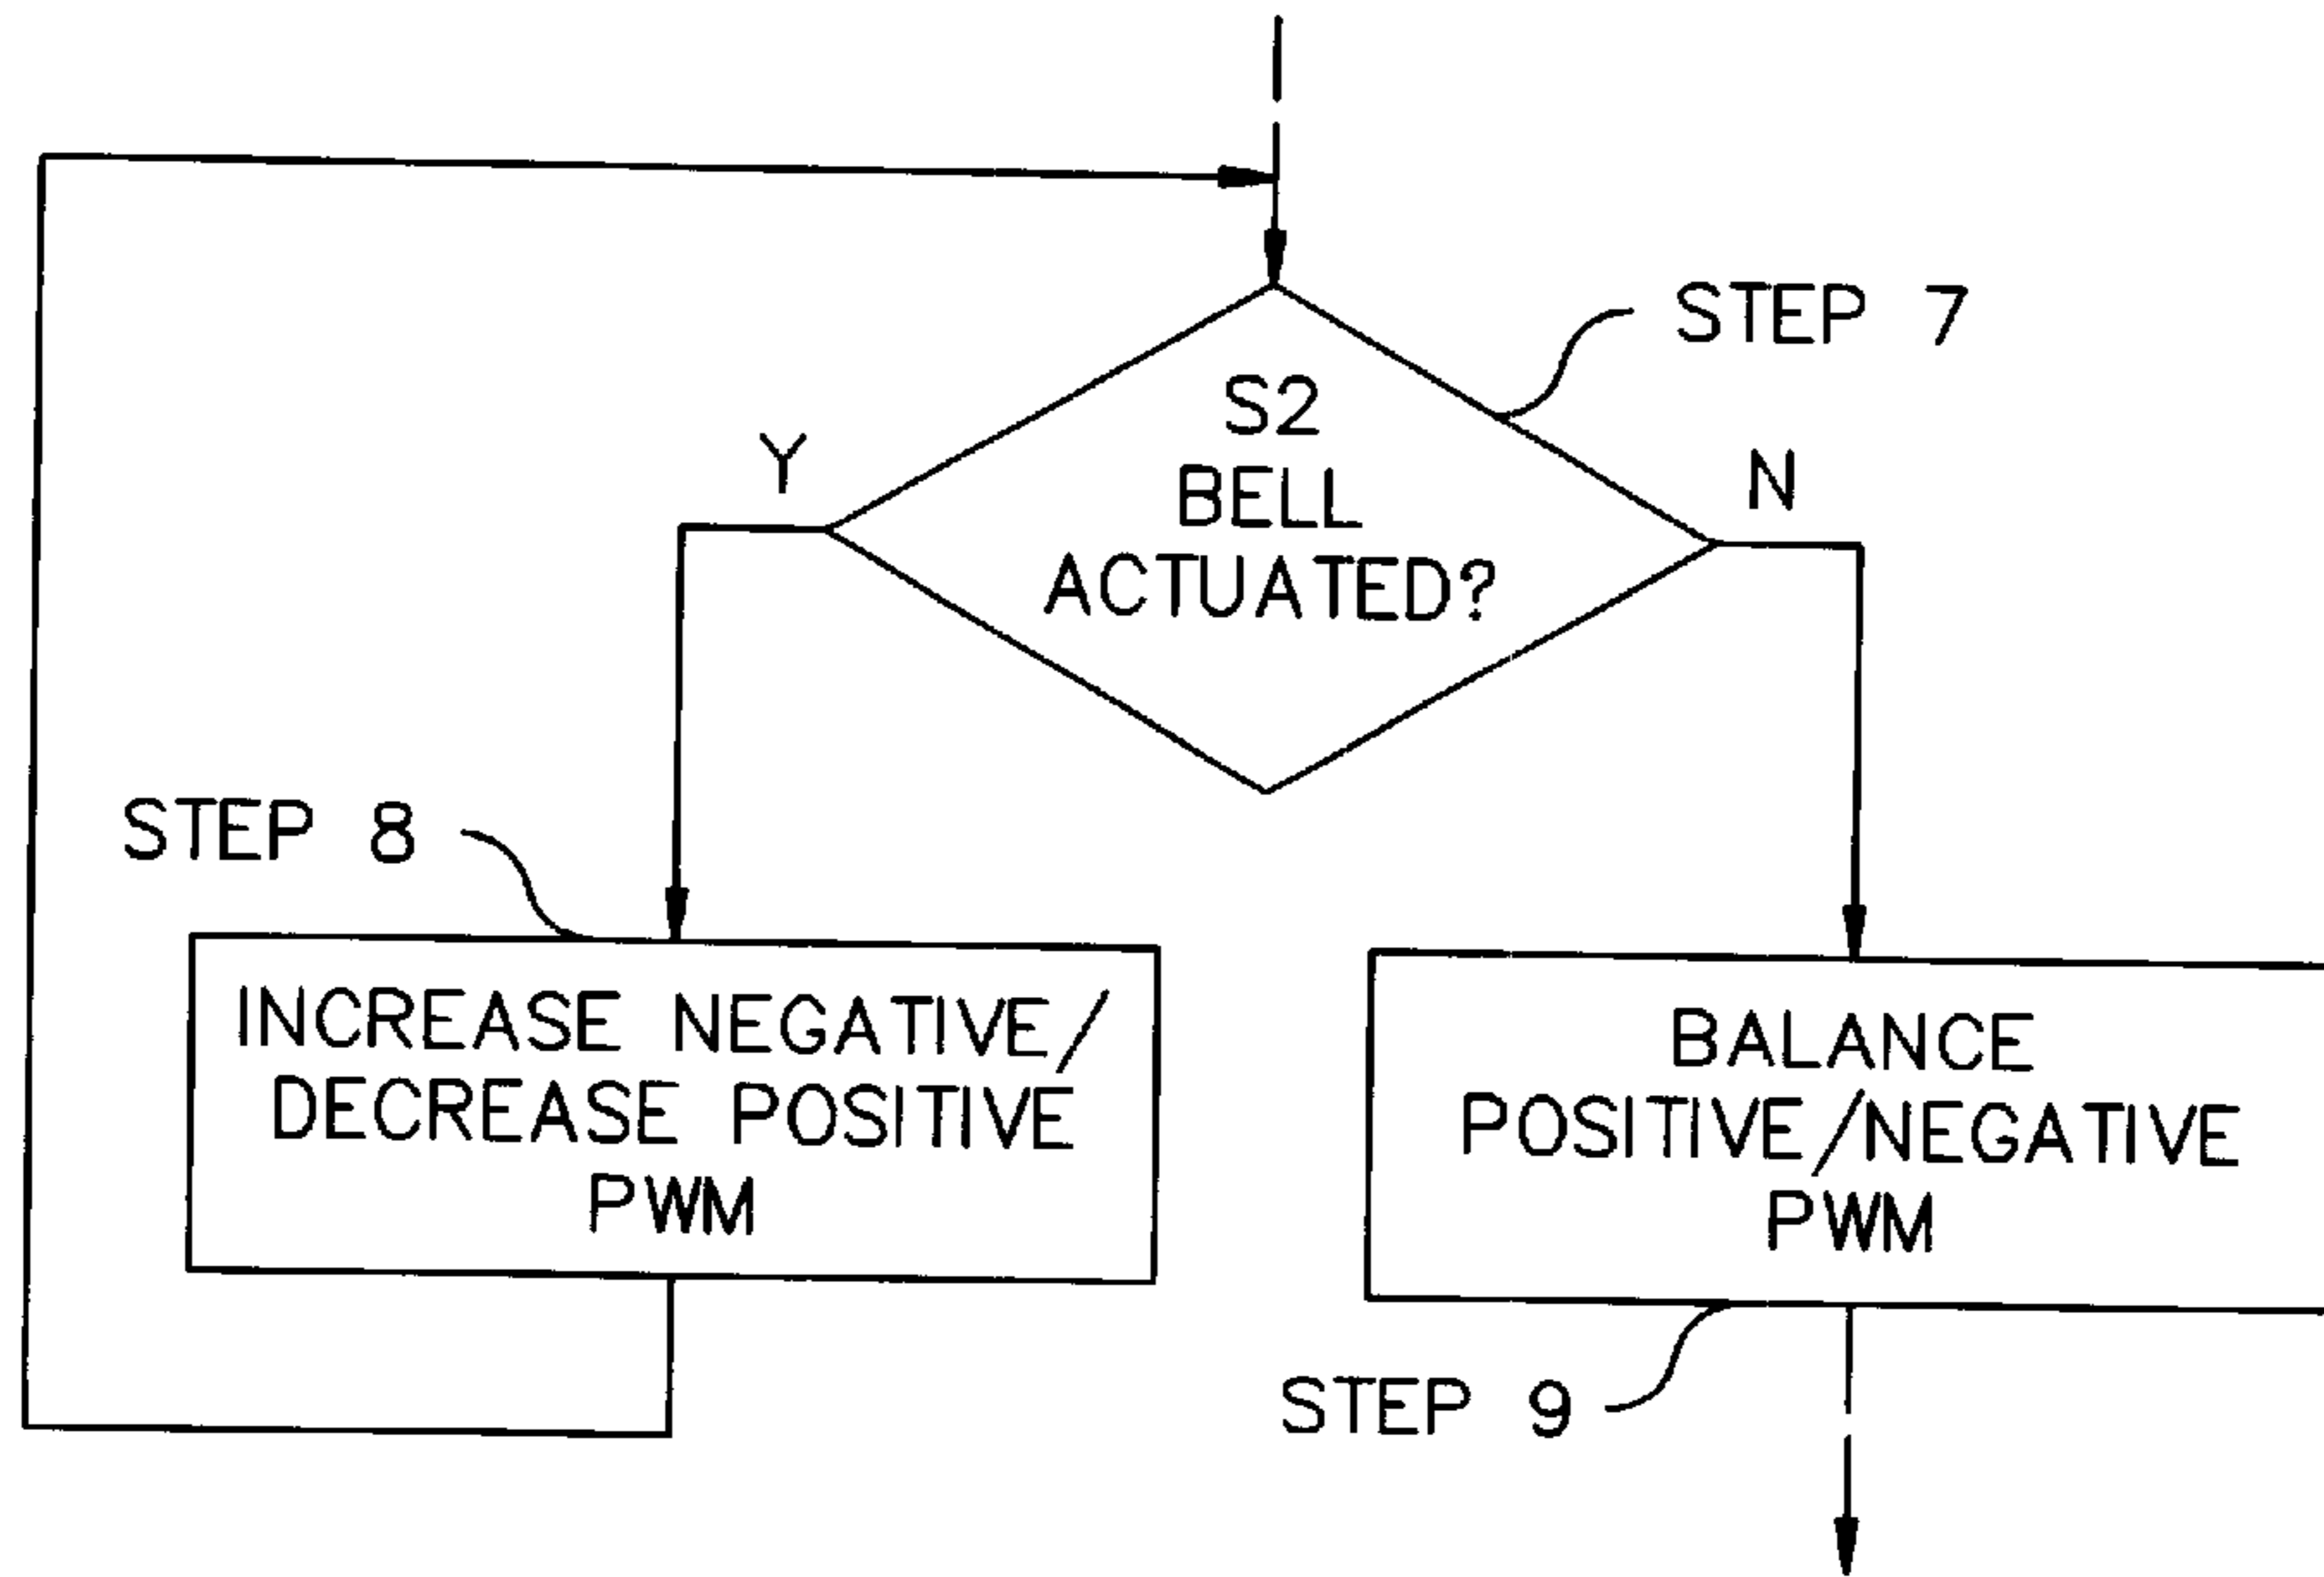 STEP 7
S2
BELL
ACTUATED?
Y
N
STEP 8
INCREASE NEGATIVE/
DECREASE POSITIVE
PWM
BALANCE
POSITIVE/NEGATIVE
PWM
STEP 9